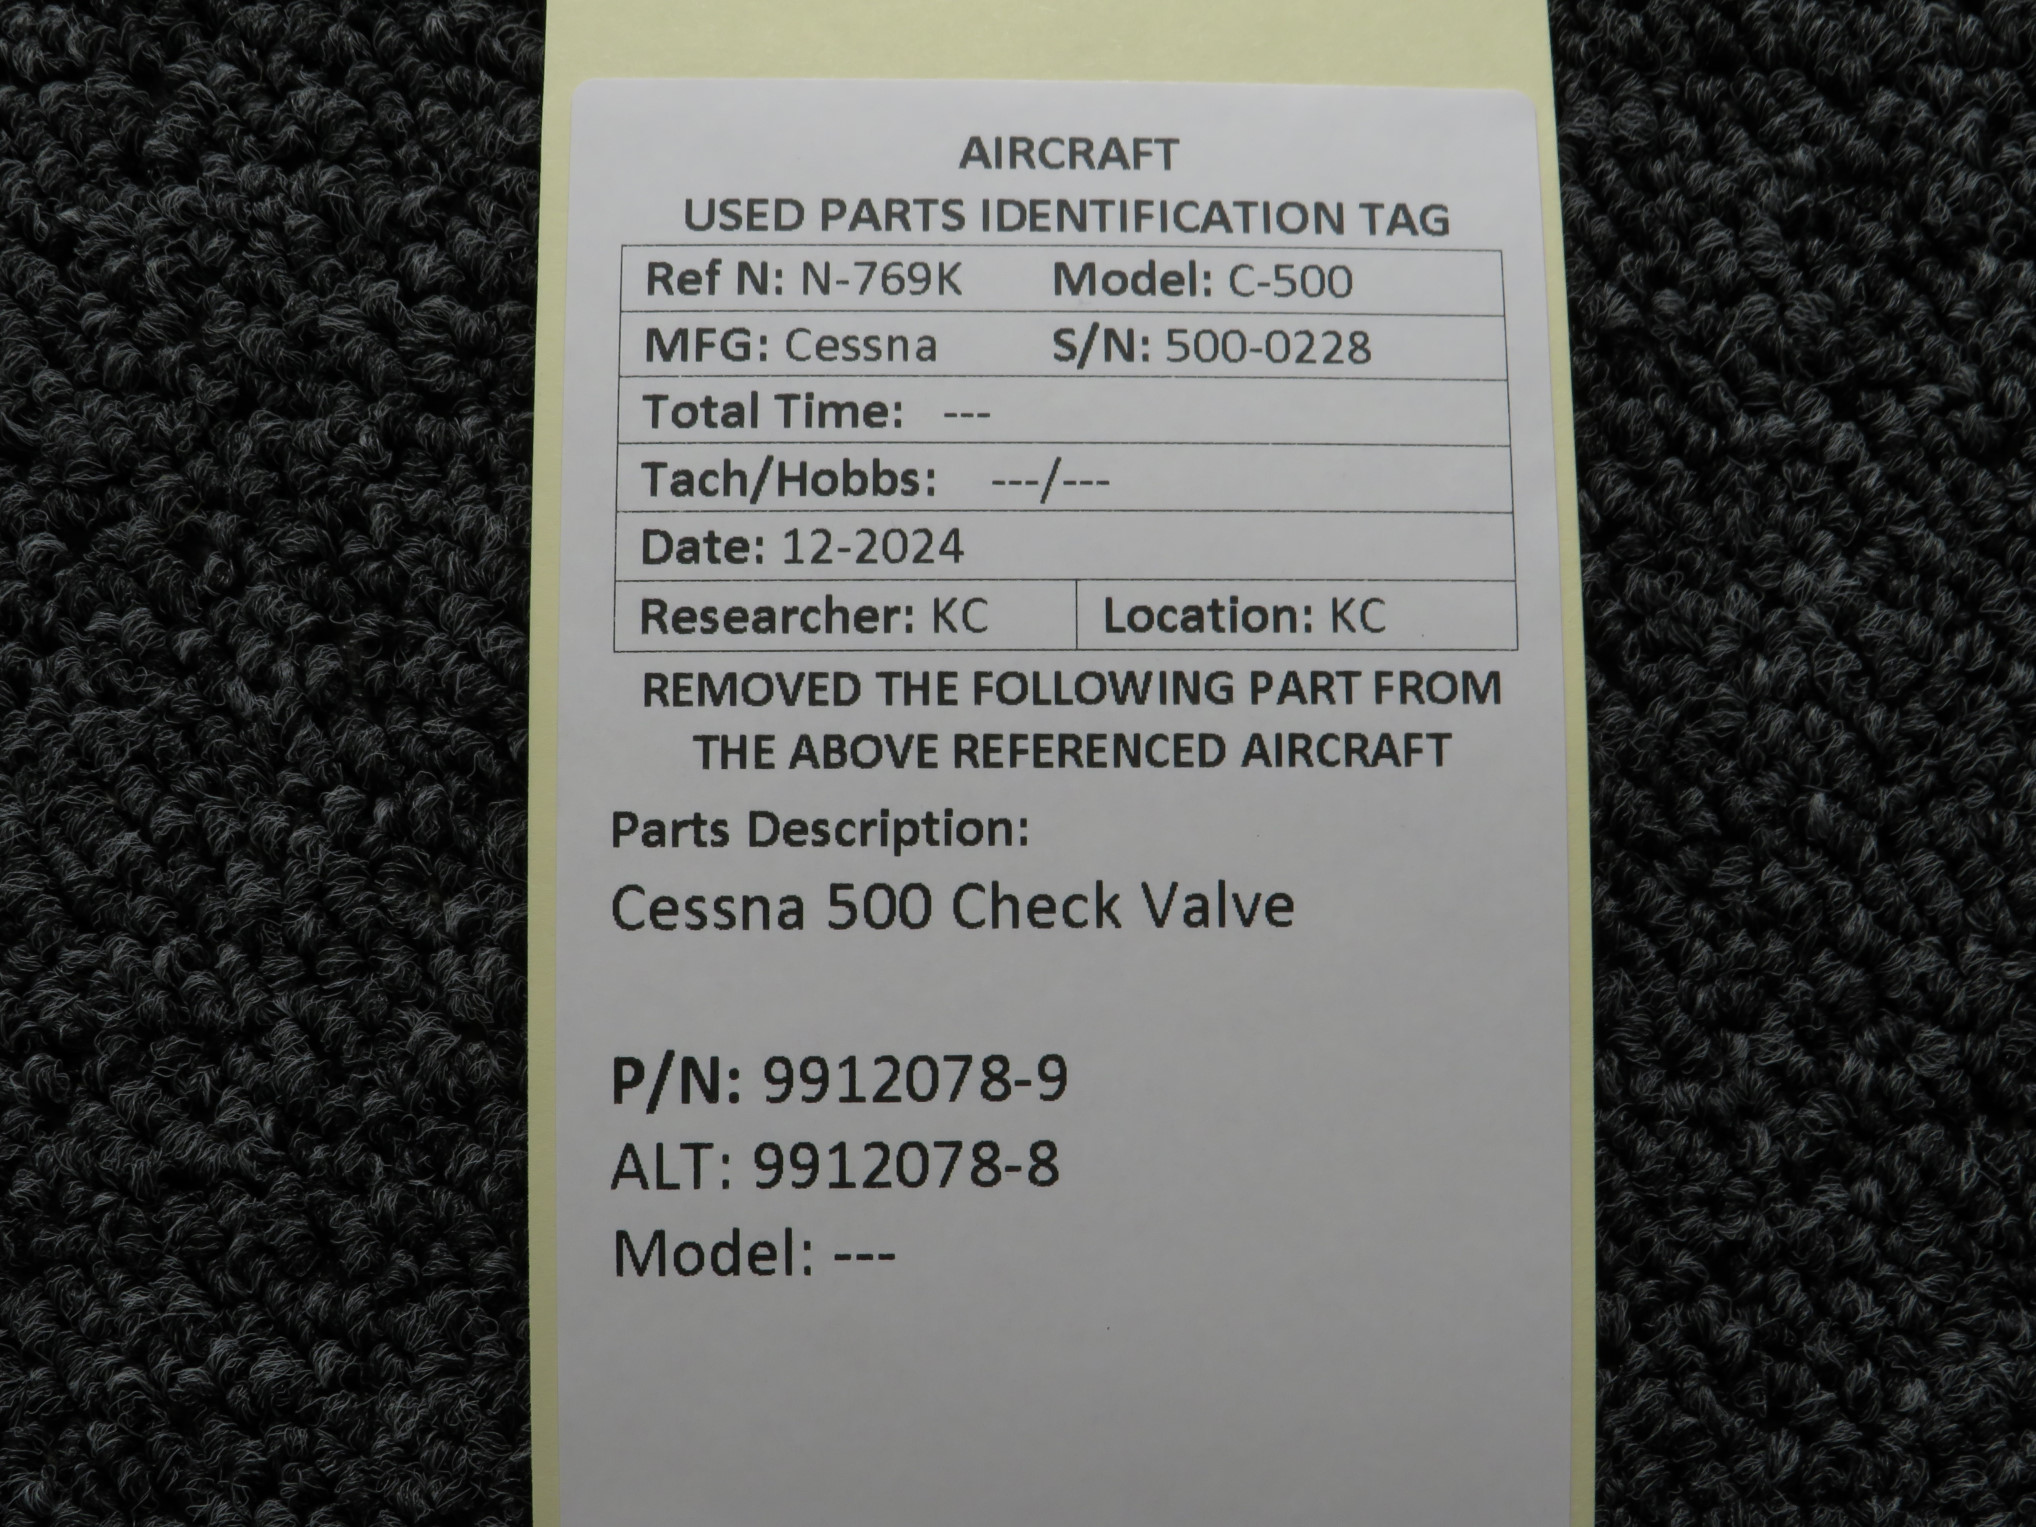 AIRCRAFT
USED PARTS IDENTIFICATION TAG
Ref N: N-769K Model: C-500
MFG: Cessna S/N: 500-0228
Total Time: ---
Tach/Hobbs: ---/---
Date: 12-2024
Researcher: KC Location: KC
REMOVED THE FOLLOWING PART FROM
THE ABOVE REFERENCED AIRCRAFT
Parts Description:
Cessna 500 Check Valve
P/N: 9912078-9
ALT: 9912078-8
Model: ---